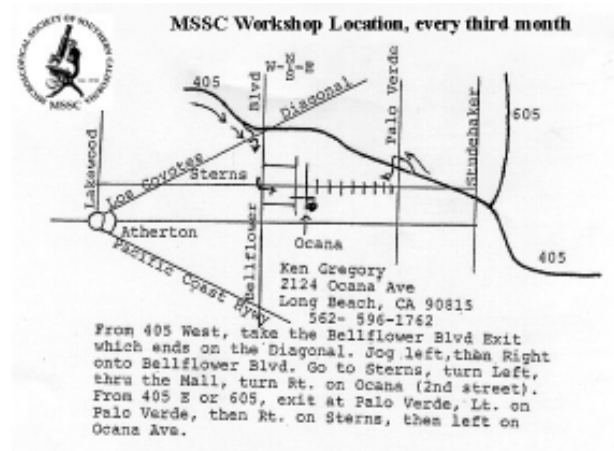 MSSC Workshop Location, every third month
MICROSCOPICAL SOCIETY OF SOUTHERN CALIFORNIA
MSSC
W-N-E
S
405
Blvd
Diagonal
Palo Verde
605
Studebaker
Lakewood
Los Coyotes
Sterns
Atherton
Ocana
Bellflower
405
Pacific Coast Hywy
Ken Gregory
2124 Ocana Ave
Long Beach, CA 90815
562- 596-1762
From 405 West, take the Bellflower Blvd Exit
which ends on the Diagonal. Jog left,then Right
onto Bellflower Blvd. Go to Sterns, turn Left,
thru the Mall, turn Rt. on Ocana (2nd street).
From 405 E or 605, exit at Palo Verde, Lt. on
Palo Verde, then Rt. on Sterns, then left on
Ocana Ave.